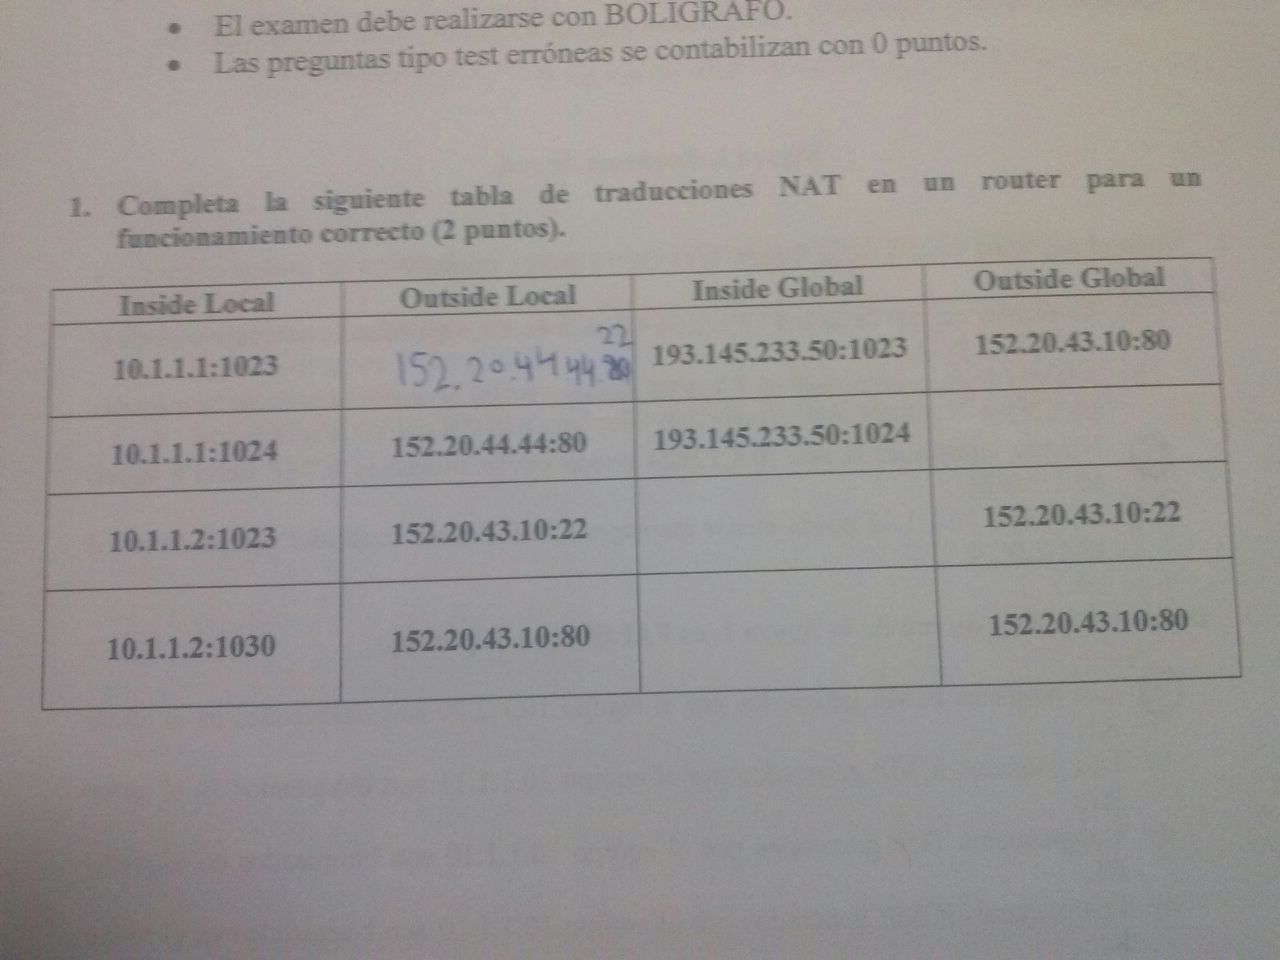 • El examen debe realizarse con BOLIGRAFO.
• Las preguntas tipo test erróneas se contabilizan con 0 puntos.
1. Completa la siguiente tabla de traducciones NAT en un router para un
funcionamiento correcto (2 puntos).
Inside Local Outside Local Inside Global Outside Global
22
10.1.1.1:1023 152.20.44 44. 193.145.233.50:1023 152.20.43.10:80
10.1.1.1:1024 152.20.44.44:80 193.145.233.50:1024
10.1.1.2:1023 152.20.43.10:22 152.20.43.10:22
10.1.1.2:1030 152.20.43.10:80 152.20.43.10:80